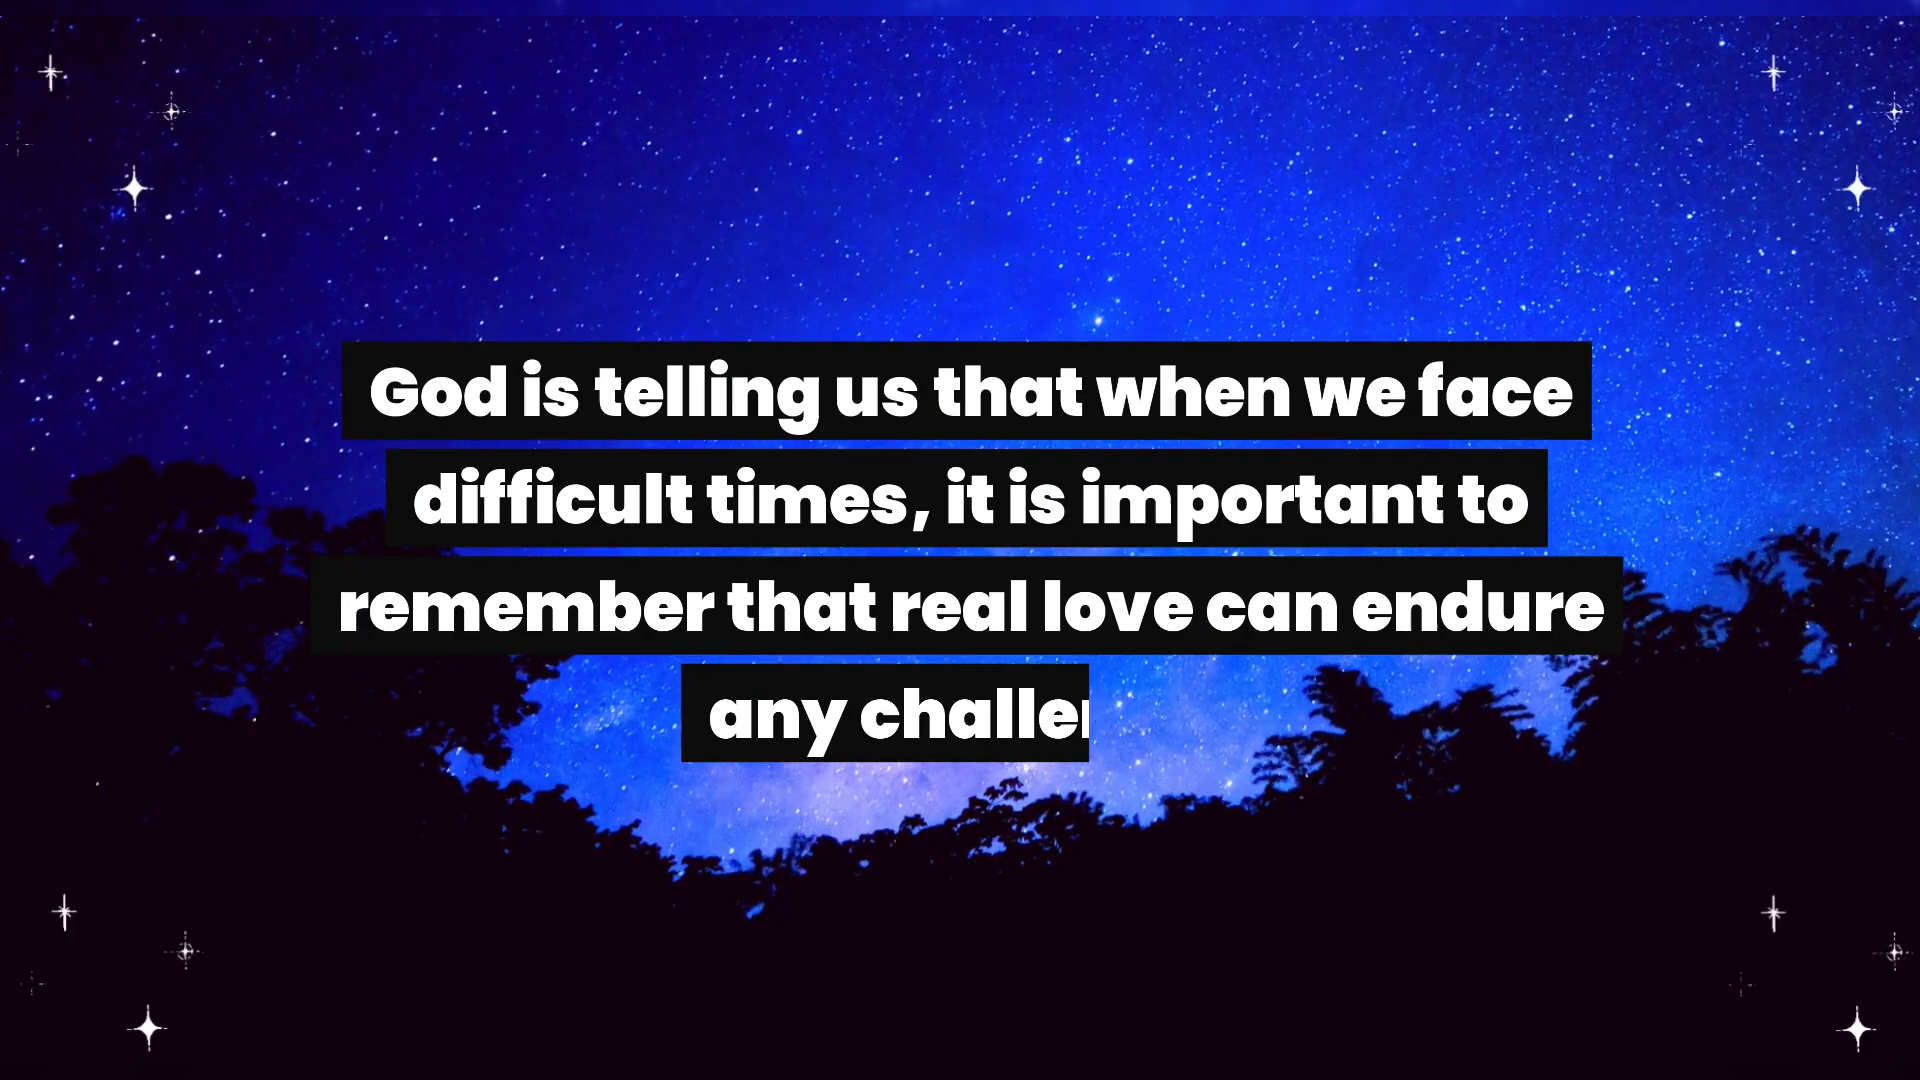 God is telling us that when we face
difficult times, it is important to
remember that real love can endure
any challe